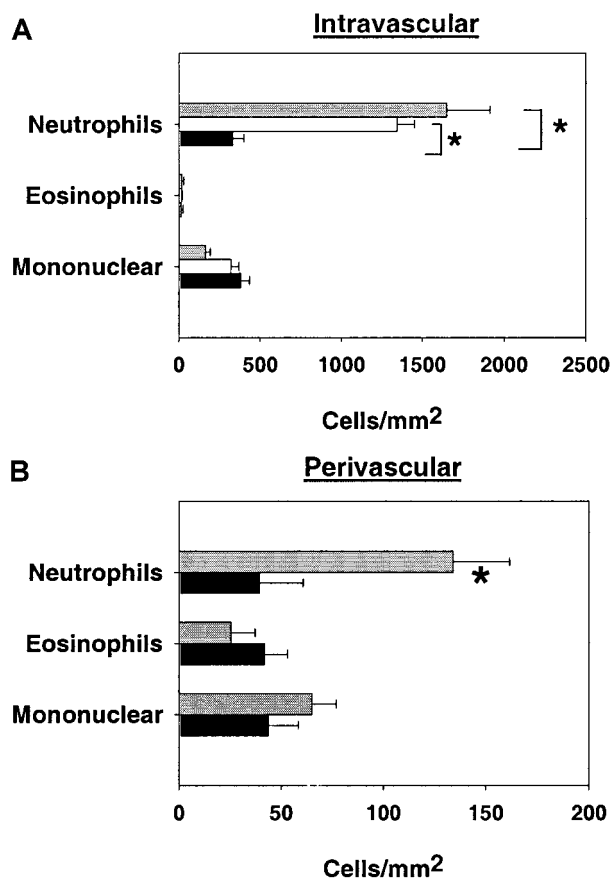 A
Intravascular
Neutrophils
*
*
Eosinophils
Mononuclear
0 500 1000 1500 2000 2500
Cells/mm2
B
Perivascular
Neutrophils
*
Eosinophils
Mononuclear
0 50 100 150 200
Cells/mm2